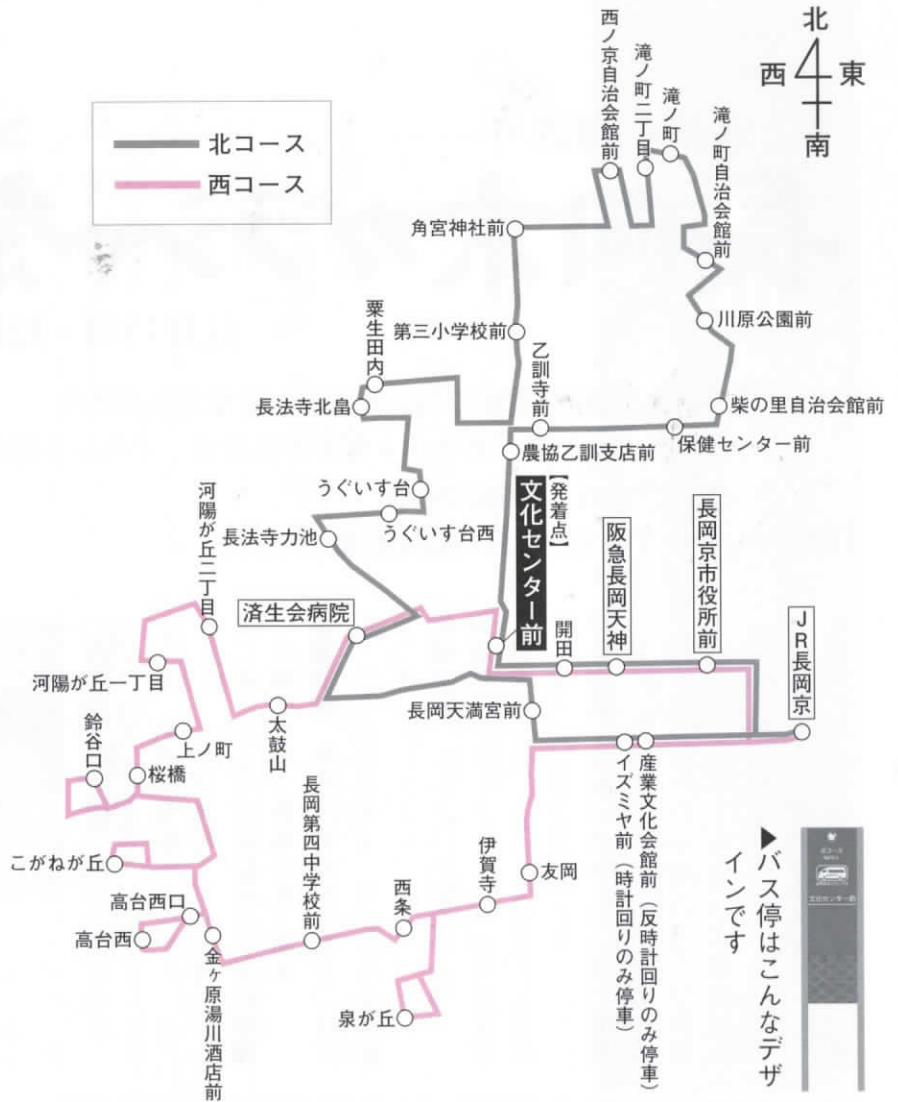 北
西
東
南
北コース
西コース
西ノ京自治会館前
滝ノ町二丁目
滝ノ町
滝ノ町自治会館前
角宮神社前
川原公園前
第三小学校前
粟生田内
乙訓寺前
長法寺北畠
柴の里自治会館前
保健センター前
農協乙訓支店前
うぐいす台
うぐいす台西
長法寺力池
【発着点】
文化センター前
河陽が丘二丁目
済生会病院
開田
阪急長岡天神
長岡京市役所前
JR長岡京
河陽が丘一丁目
太鼓山
長岡天満宮前
上ノ町
鈴谷口
桜橋
産業文化会館前(反時計回りのみ停車)
イズミヤ前(時計回りのみ停車)
長岡第四中学校前
こがねが丘
西条
伊賀寺
友岡
高台西口
高台西
金ヶ原湯川酒店前
泉が丘
▶バス停はこんなデザ
インです
文化センター前